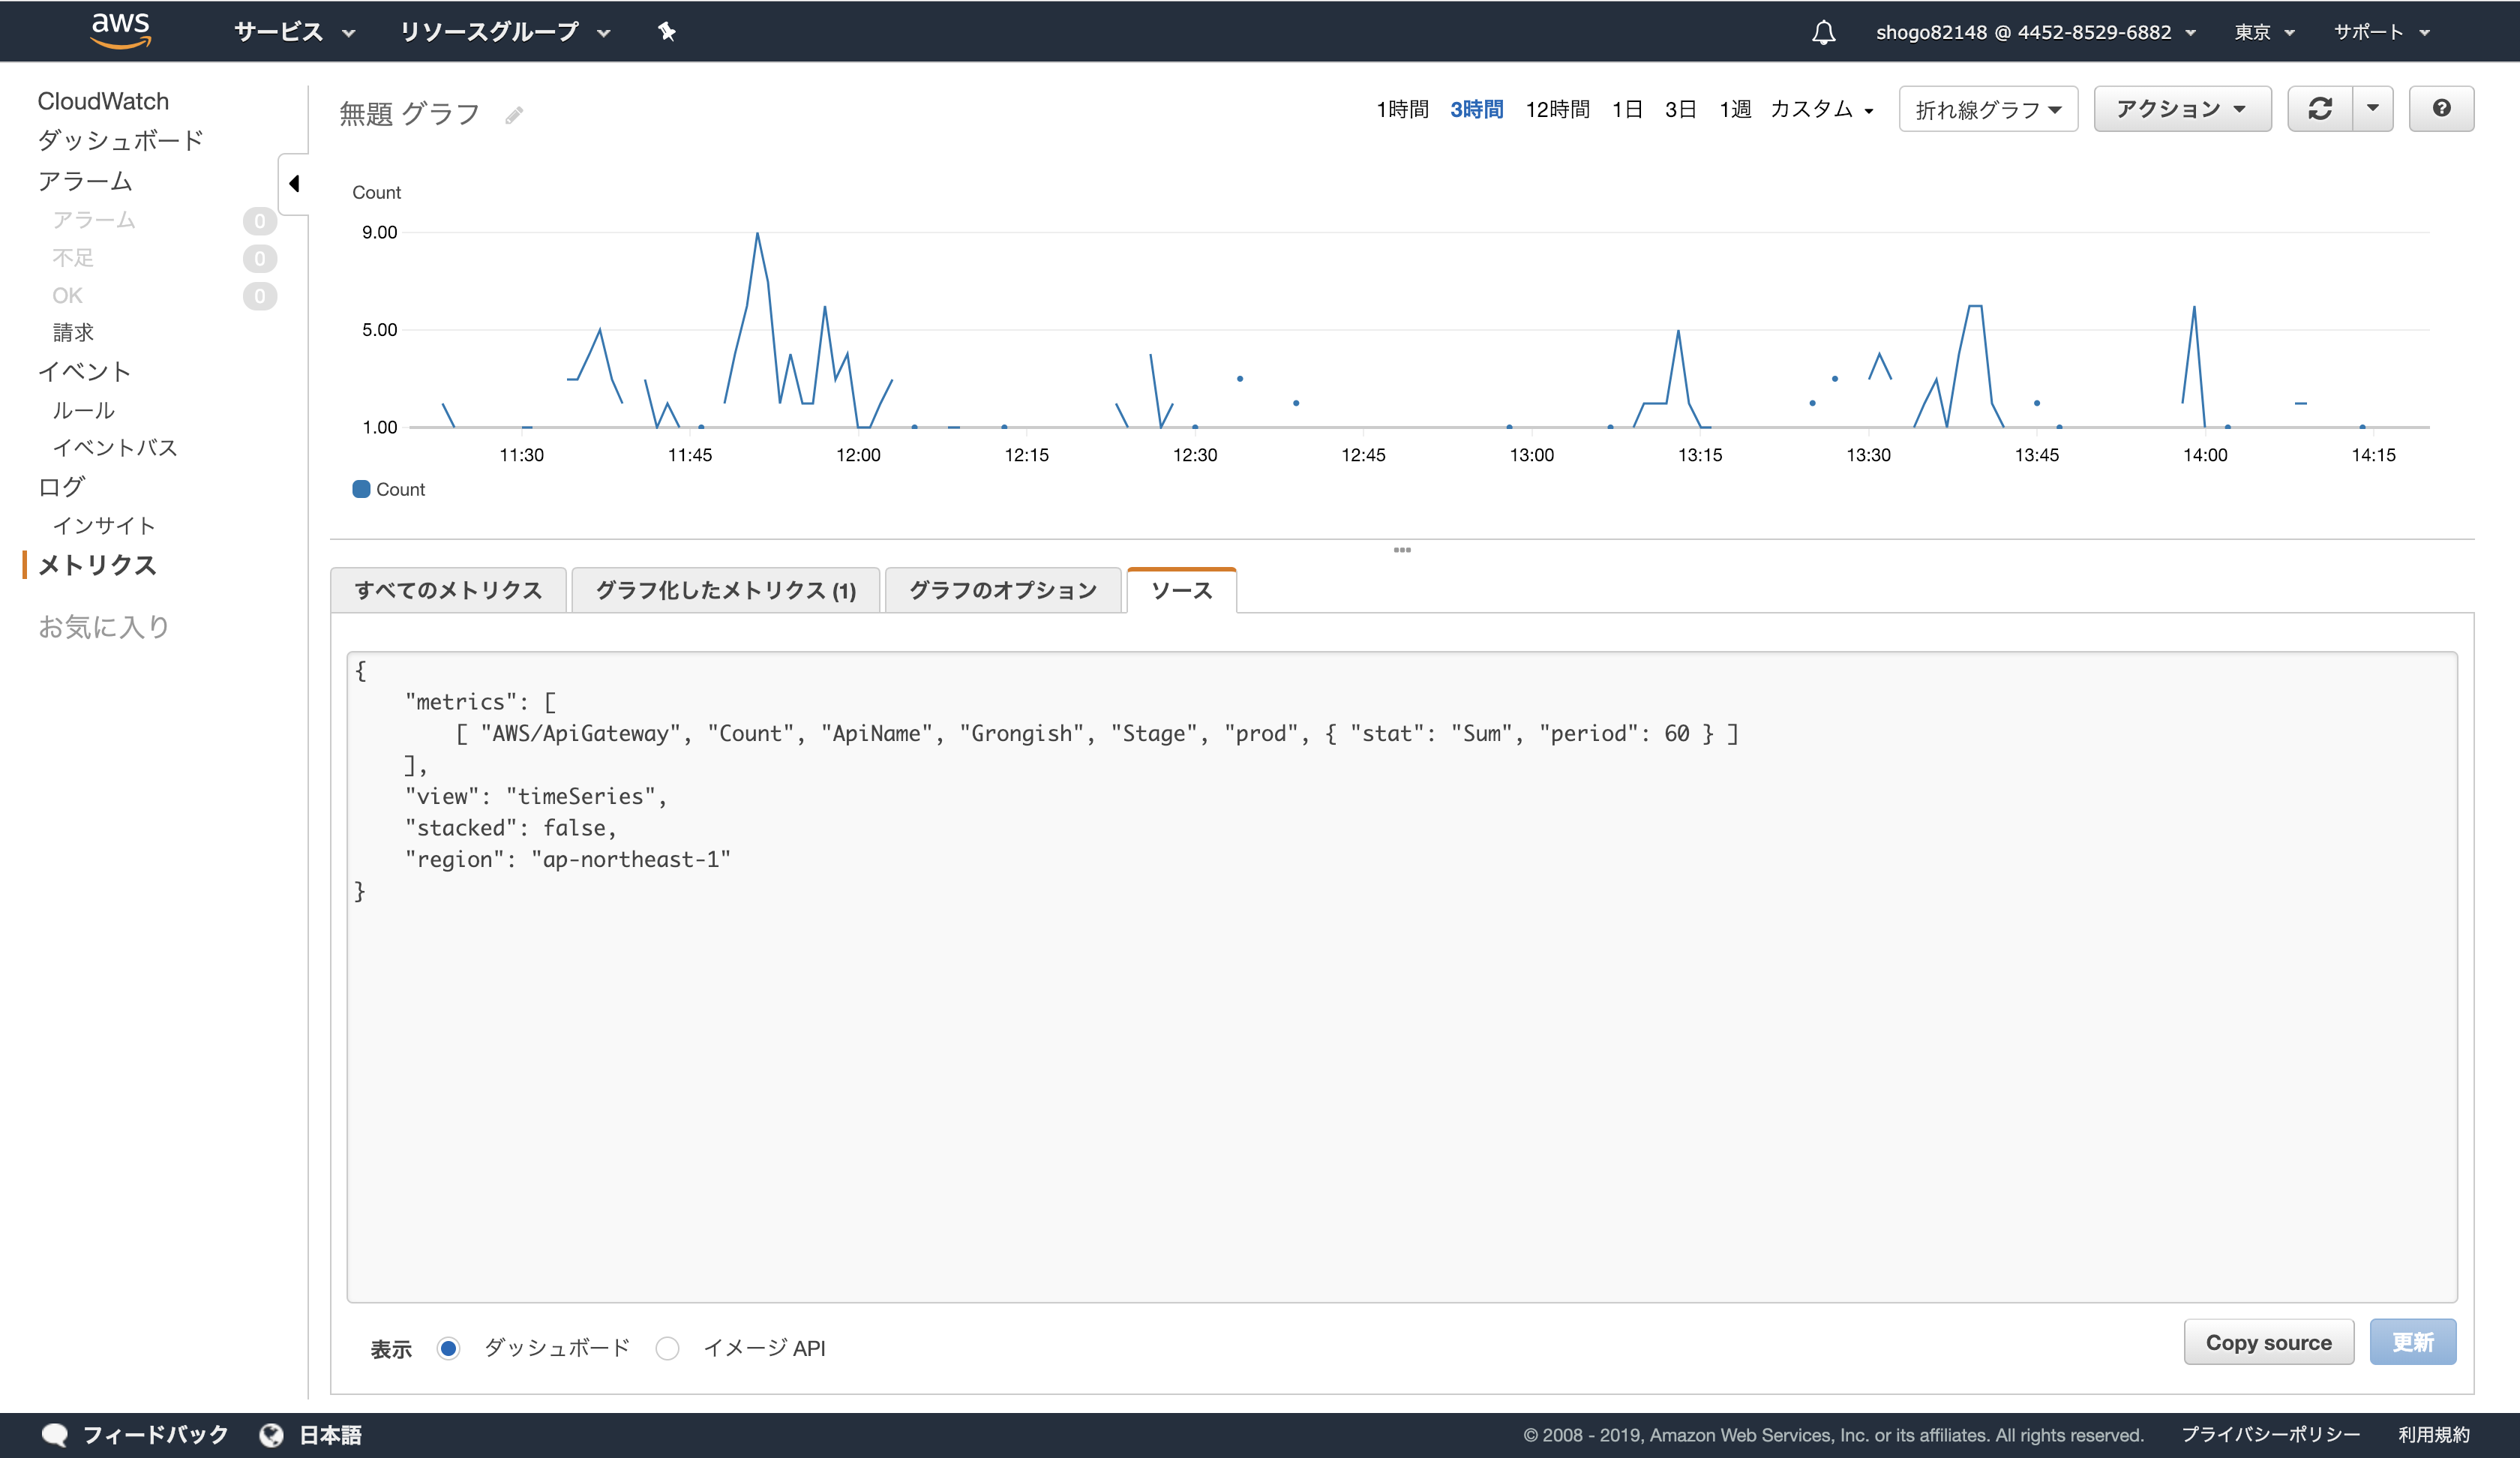 aws サービス リソースグループ shogo82148 @ 4452-8529-6882 東京 サポート
CloudWatch
ダッシュボード
アラーム
アラーム 0
不足 0
OK 0
請求
イベント
ルール
イベントバス
ログ
インサイト
メトリクス
お気に入り
無題 グラフ
1時間 3時間 12時間 1日 3日 1週 カスタム 折れ線グラフ アクション ?
Count
9.00
5.00
1.00
11:30 11:45 12:00 12:15 12:30 12:45 13:00 13:15 13:30 13:45 14:00 14:15
Count
すべてのメトリクス グラフ化したメトリクス (1) グラフのオプション ソース
{
"metrics": [
[ "AWS/ApiGateway", "Count", "ApiName", "Grongish", "Stage", "prod", { "stat": "Sum", "period": 60 } ]
],
"view": "timeSeries",
"stacked": false,
"region": "ap-northeast-1"
}
表示 ダッシュボード イメージ API Copy source 更新
フィードバック 日本語 © 2008 - 2019, Amazon Web Services, Inc. or its affiliates. All rights reserved. プライバシーポリシー 利用規約